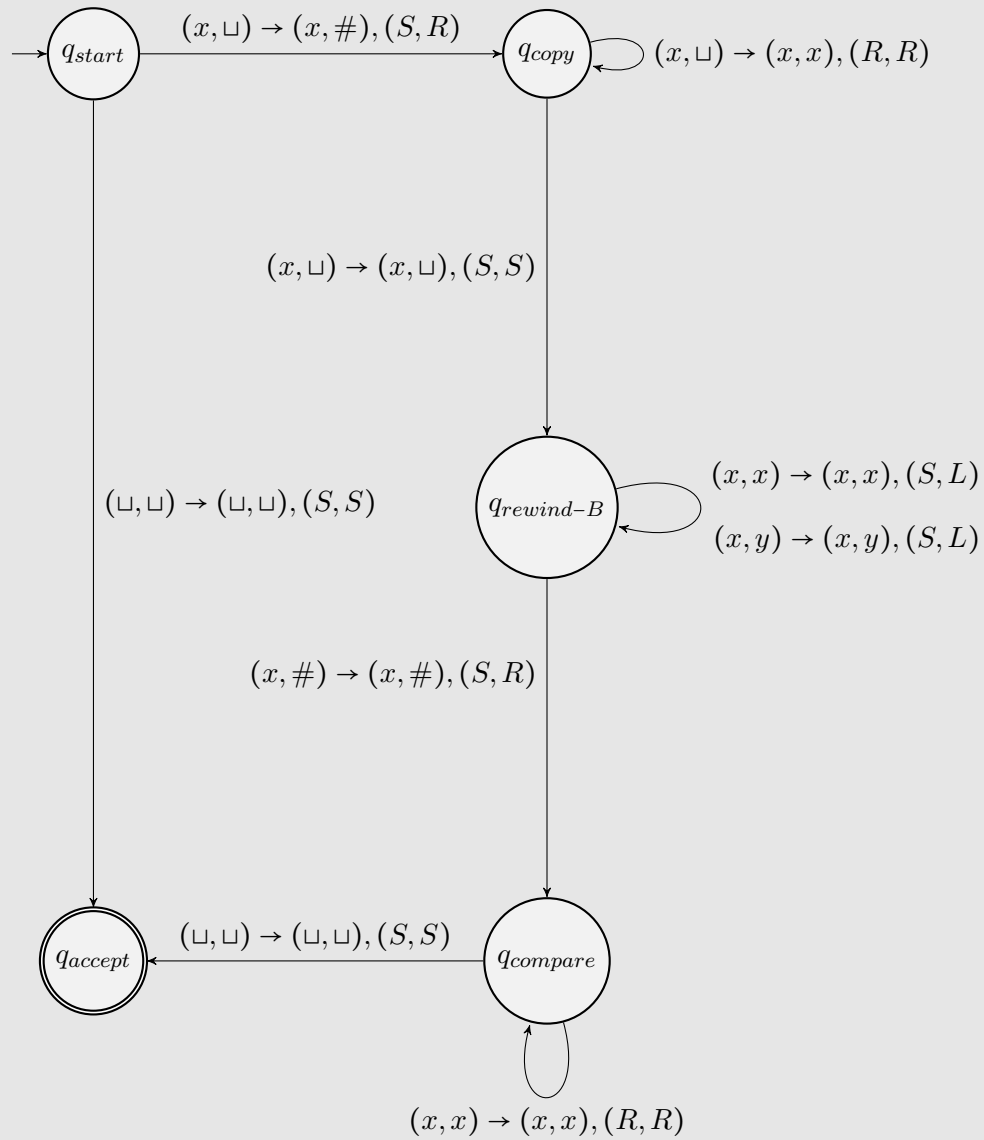 (x, ⊔) → (x, #), (S, R)
q_start
q_copy
(x, ⊔) → (x, x), (R, R)
(x, ⊔) → (x, ⊔), (S, S)
(⊔, ⊔) → (⊔, ⊔), (S, S)
q_rewind−B
(x, x) → (x, x), (S, L)
(x, y) → (x, y), (S, L)
(x, #) → (x, #), (S, R)
(⊔, ⊔) → (⊔, ⊔), (S, S)
q_accept
q_compare
(x, x) → (x, x), (R, R)